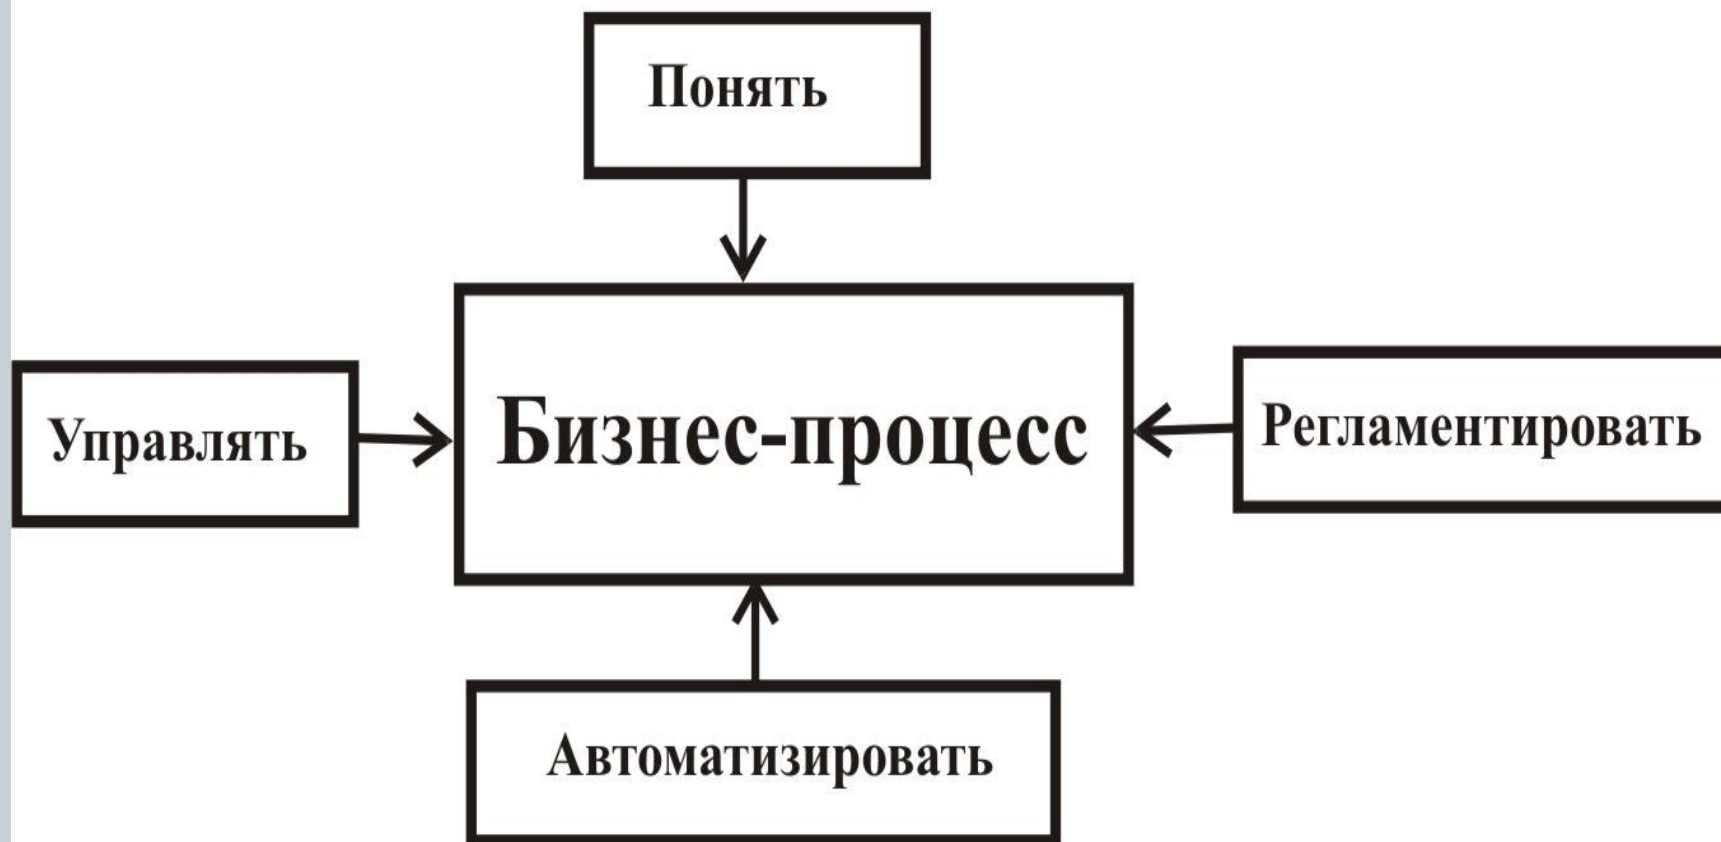 Понять
Управлять
Бизнес-процесс
Регламентировать
Автоматизировать